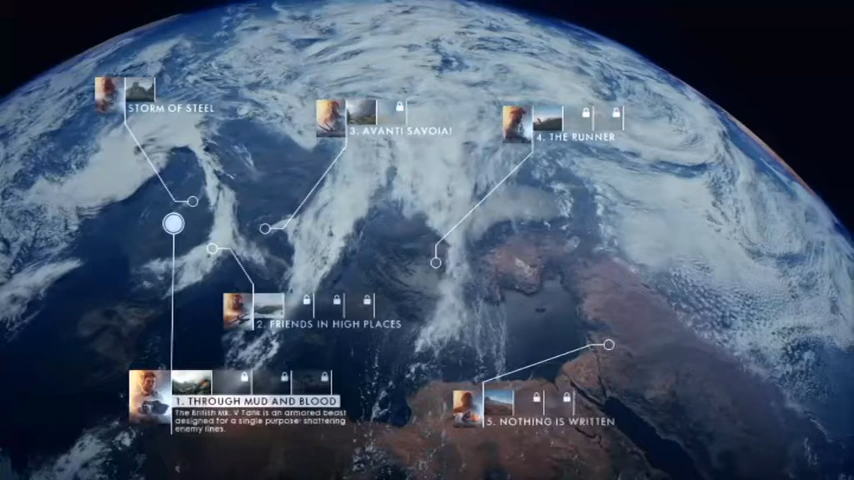 STORM OF STEEL
3. AVANTI SAVOIA!
4. THE RUNNER
2. FRIENDS IN HIGH PLACES
1. THROUGH MUD AND BLOOD
The British Mk. V Tank is an armored beast
designed for a single purpose: shattering
enemy lines.
5. NOTHING IS WRITTEN